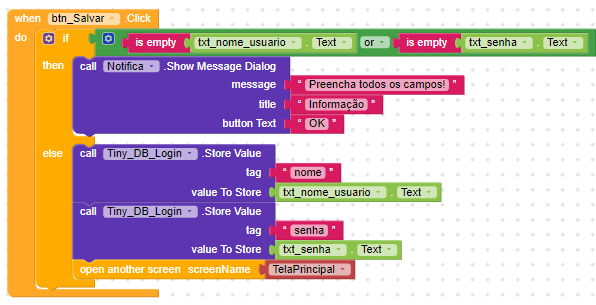 when btn_Salvar .Click
do if is empty txt_nome_usuario . Text or is empty txt_senha . Text
then call Notifica .Show Message Dialog
message " Preencha todos os campos! "
title " Informação "
button Text " OK "
else call Tiny_DB_Login .Store Value
tag " nome "
value To Store txt_nome_usuario . Text
call Tiny_DB_Login .Store Value
tag " senha "
value To Store txt_senha . Text
open another screen screenName TelaPrincipal